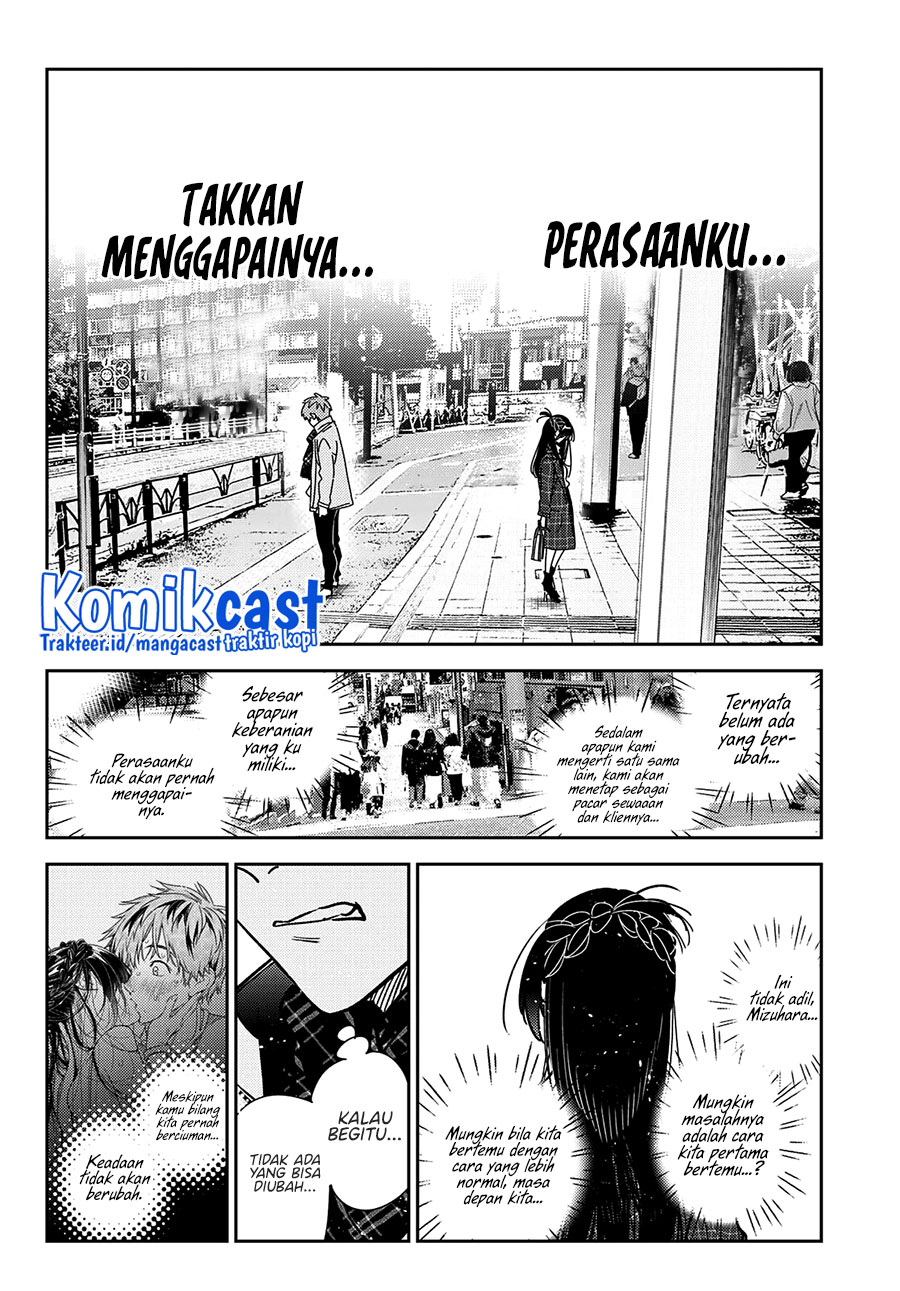 PERASAANKU...
TAKKAN
MENGGAPAINYA...
Komikcast
Trakteer.id/mangacast traktir kopi
Ternyata
belum ada
yang ber-
ubah...
Sedalam
apapun kami
mengerti satu sama
lain, kami akan
menetap sebagai
pacar sewaaan
dan kliennya...
Sebesar
apapun
keberanian
yang ku
miliki...
Perasaanku
tidak akan pernah
menggapai-
nya.
Ini
tidak adil,
Mizuhara...
Mungkin
masalahnya
adalah cara
kita pertama
bertemu...?
Mungkin bila kita
bertemu dengan
cara yang lebih
normal, masa
depan kita...
KALAU
BEGITU...
TIDAK ADA
YANG BISA
DIUBAH...
Meskipun
kamu bilang
kita pernah
berciuman...
Keadaan
tidak akan
berubah.